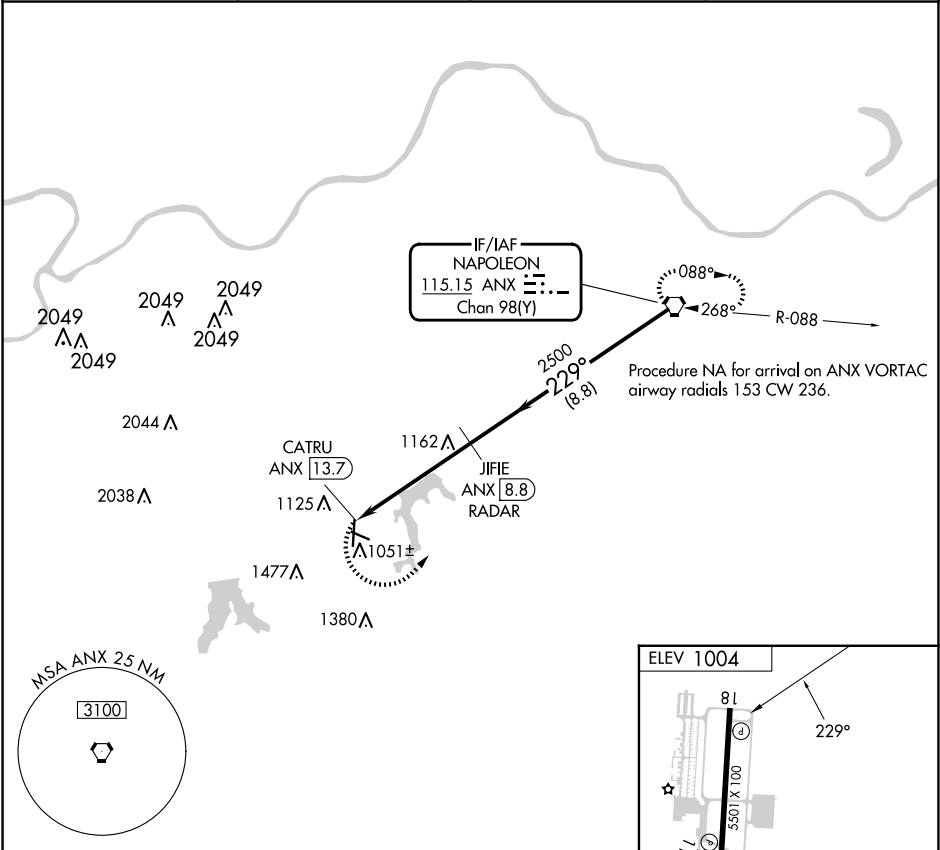 IF/IAF
NAPOLEON
115.15 ANX
Chan 98(Y)
088°
268°
R-088
2049
2049
2049
2049
2049
2500
229°
(8.8)
Procedure NA for arrival on ANX VORTAC
airway radials 153 CW 236.
2044
1162
CATRU
ANX 13.7
JIFIE
ANX 8.8
RADAR
2038
1125
1051±
1477
1380
MSA ANX 25 NM
3100
ELEV 1004
18
229°
P
5501 X 100
P